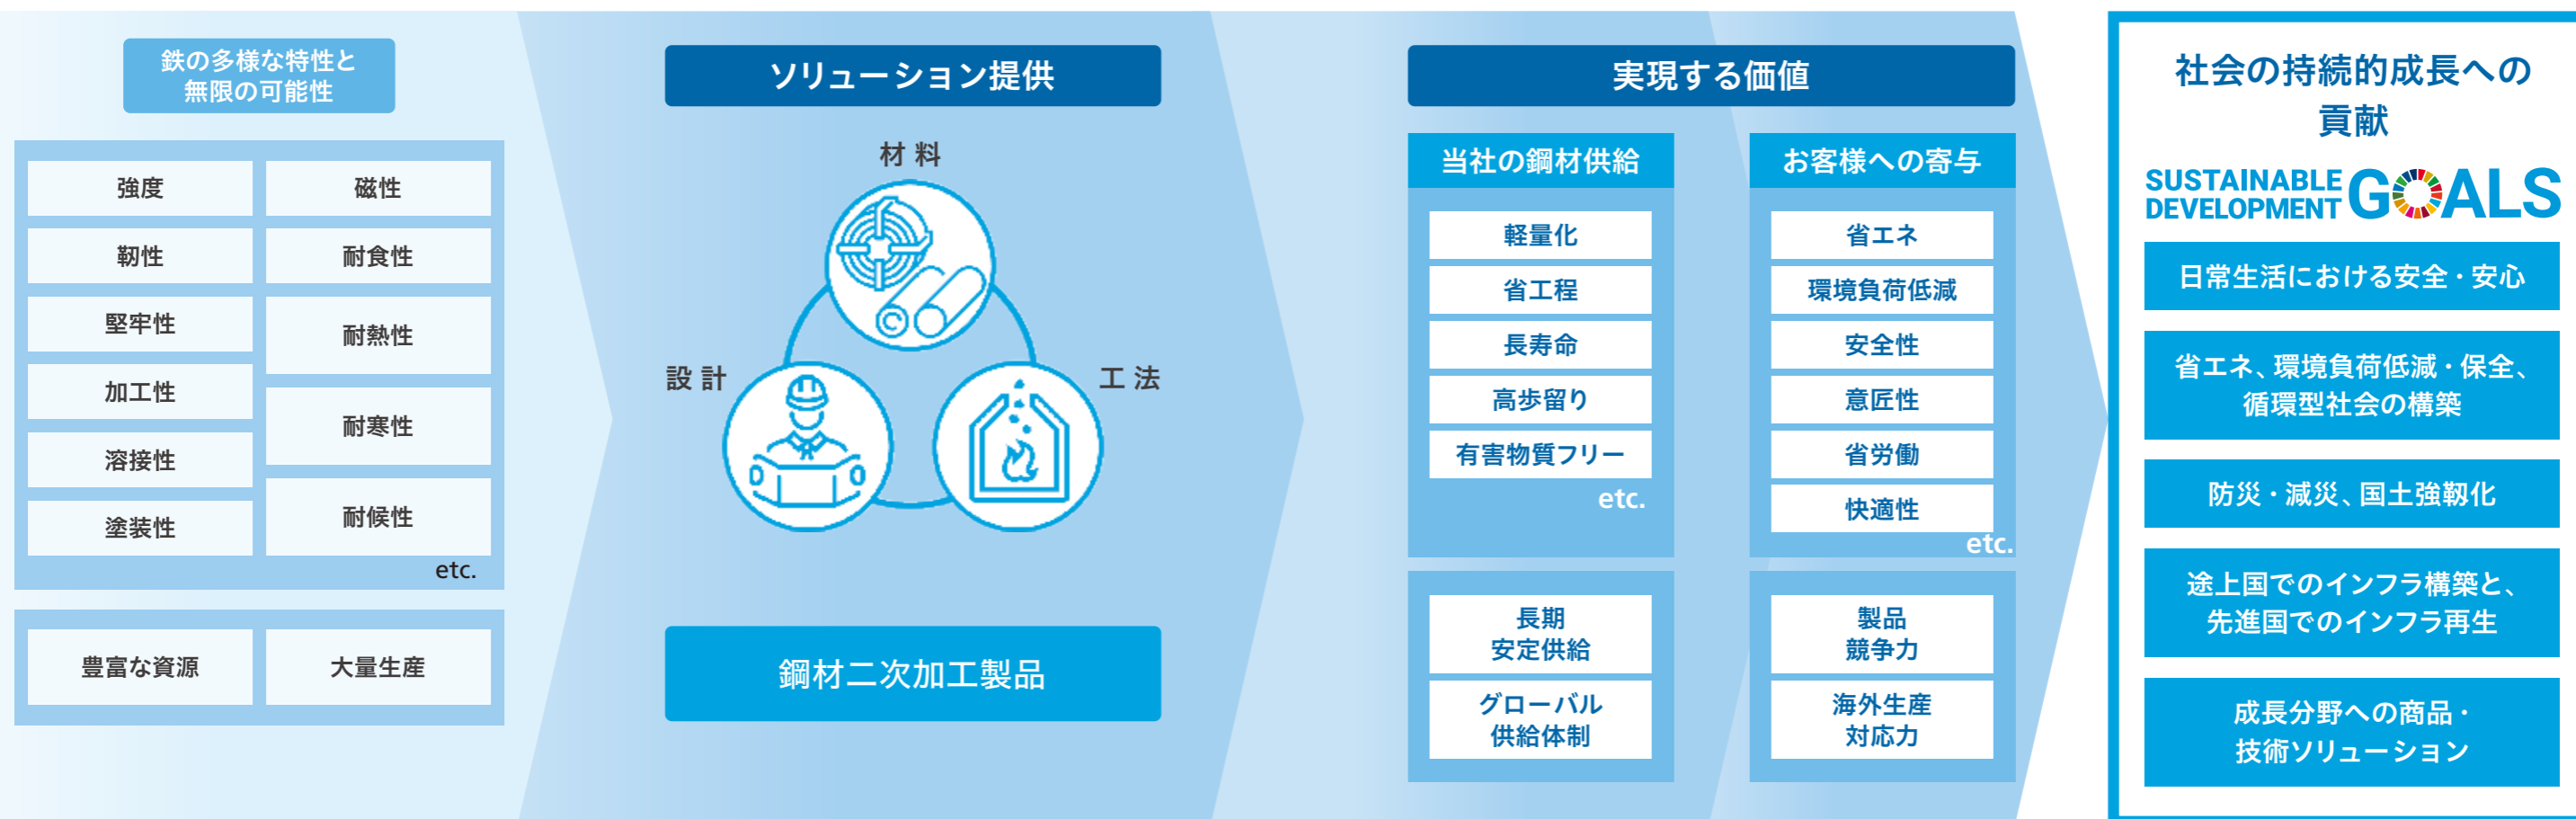 鉄の多様な特性と
無限の可能性
強度
靭性
堅牢性
加工性
溶接性
塗装性
磁性
耐食性
耐熱性
耐寒性
耐候性
etc.
豊富な資源
大量生産
ソリューション提供
材料
設計
工法
鋼材二次加工製品
実現する価値
当社の鋼材供給
軽量化
省工程
長寿命
高歩留り
有害物質フリー
etc.
長期
安定供給
グローバル
供給体制
お客様への寄与
省エネ
環境負荷低減
安全性
意匠性
省労働
快適性
etc.
製品
競争力
海外生産
対応力
社会の持続的成長への
貢献
SUSTAINABLE
DEVELOPMENT
GOALS
日常生活における安全・安心
省エネ、環境負荷低減・保全、
循環型社会の構築
防災・減災、国土強靱化
途上国でのインフラ構築と、
先進国でのインフラ再生
成長分野への商品・
技術ソリューション